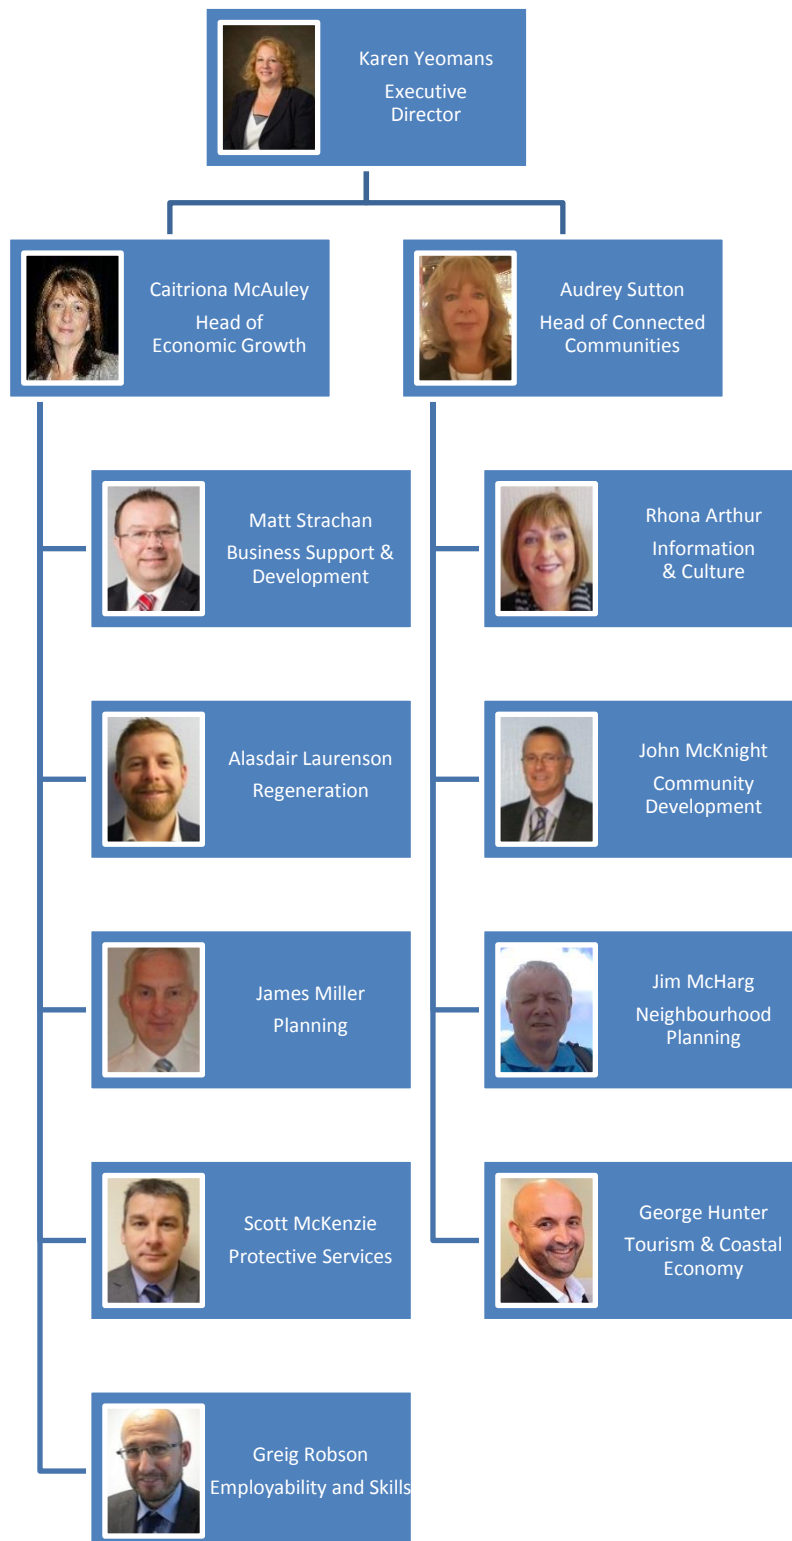 Karen Yeomans
Executive
Director
Caitriona McAuley
Head of
Economic Growth
Audrey Sutton
Head of Connected
Communities
Matt Strachan
Business Support &
Development
Rhona Arthur
Information
& Culture
Alasdair Laurenson
Regeneration
John McKnight
Community
Development
James Miller
Planning
Jim McHarg
Neighbourhood
Planning
Scott McKenzie
Protective Services
George Hunter
Tourism & Coastal
Economy
Greig Robson
Employability and Skills